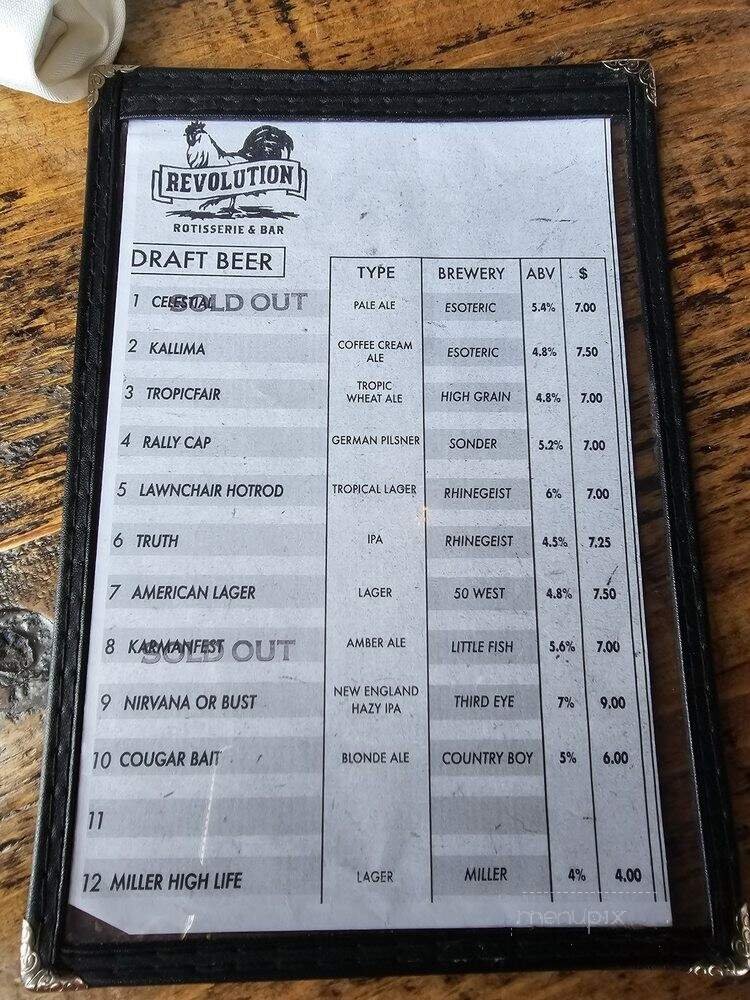 REVOLUTION
ROTISSERIE & BAR
DRAFT BEER TYPE BREWERY ABV $
1 CELESTIAL SOLD OUT PALE ALE ESOTERIC 5.4% 7.00
2 KALLIMA COFFEE CREAM ALE ESOTERIC 4.8% 7.50
3 TROPICFAIR TROPIC WHEAT ALE HIGH GRAIN 4.8% 7.00
4 RALLY CAP GERMAN PILSNER SONDER 5.2% 7.00
5 LAWNCHAIR HOTROD TROPICAL LAGER RHINEGEIST 6% 7.00
6 TRUTH IPA RHINEGEIST 4.5% 7.25
7 AMERICAN LAGER LAGER 50 WEST 4.8% 7.50
8 KARMANFEST SOLD OUT AMBER ALE LITTLE FISH 5.6% 7.00
9 NIRVANA OR BUST NEW ENGLAND HAZY IPA THIRD EYE 7% 9.00
10 COUGAR BAIT BLONDE ALE COUNTRY BOY 5% 6.00
11
12 MILLER HIGH LIFE LAGER MILLER 4% 4.00
menupix